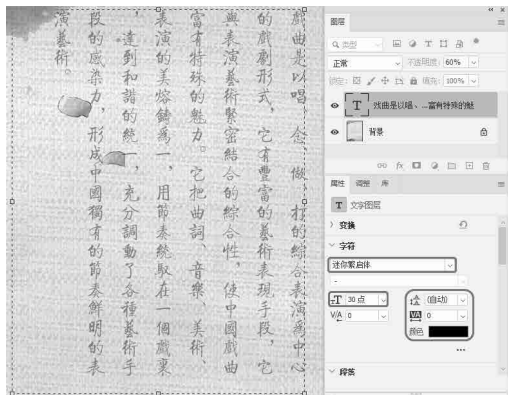 戲曲是以唱、念、做、打的綜合表演爲中心
的戲劇形式，它有豐富的藝術表現手段，它
與表演藝術緊密結合的綜合性，使中國戲曲
富有特殊的魅力。它把曲詞、音樂、美術、
表演的美熔鑄爲一，用節奏統馭在一個戲裏
，達到和諧的統一，充分調動了各種藝術手
段的感染力，形成中國獨有的節奏鮮明的表
演藝術。
图层
类型
正常 不透明度: 60%
锁定: 填充: 100%
T 戏曲是以唱、...富有特殊的魅
背景
fx
属性 调整 库
T 文字图层
变换
字符
迷你繁启体
-
30 点 (自动)
0 0
颜色
段落